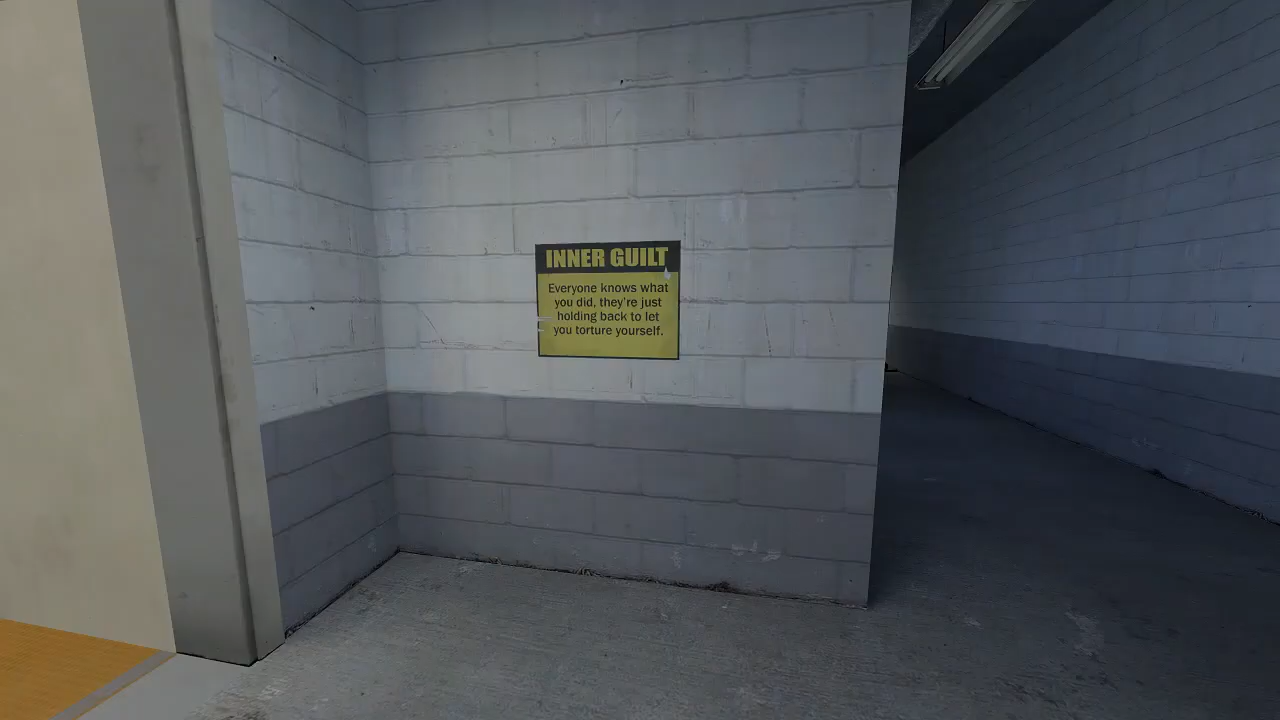 INNER GUILT
Everyone knows what
you did, they're just
holding back to let
you torture yourself.